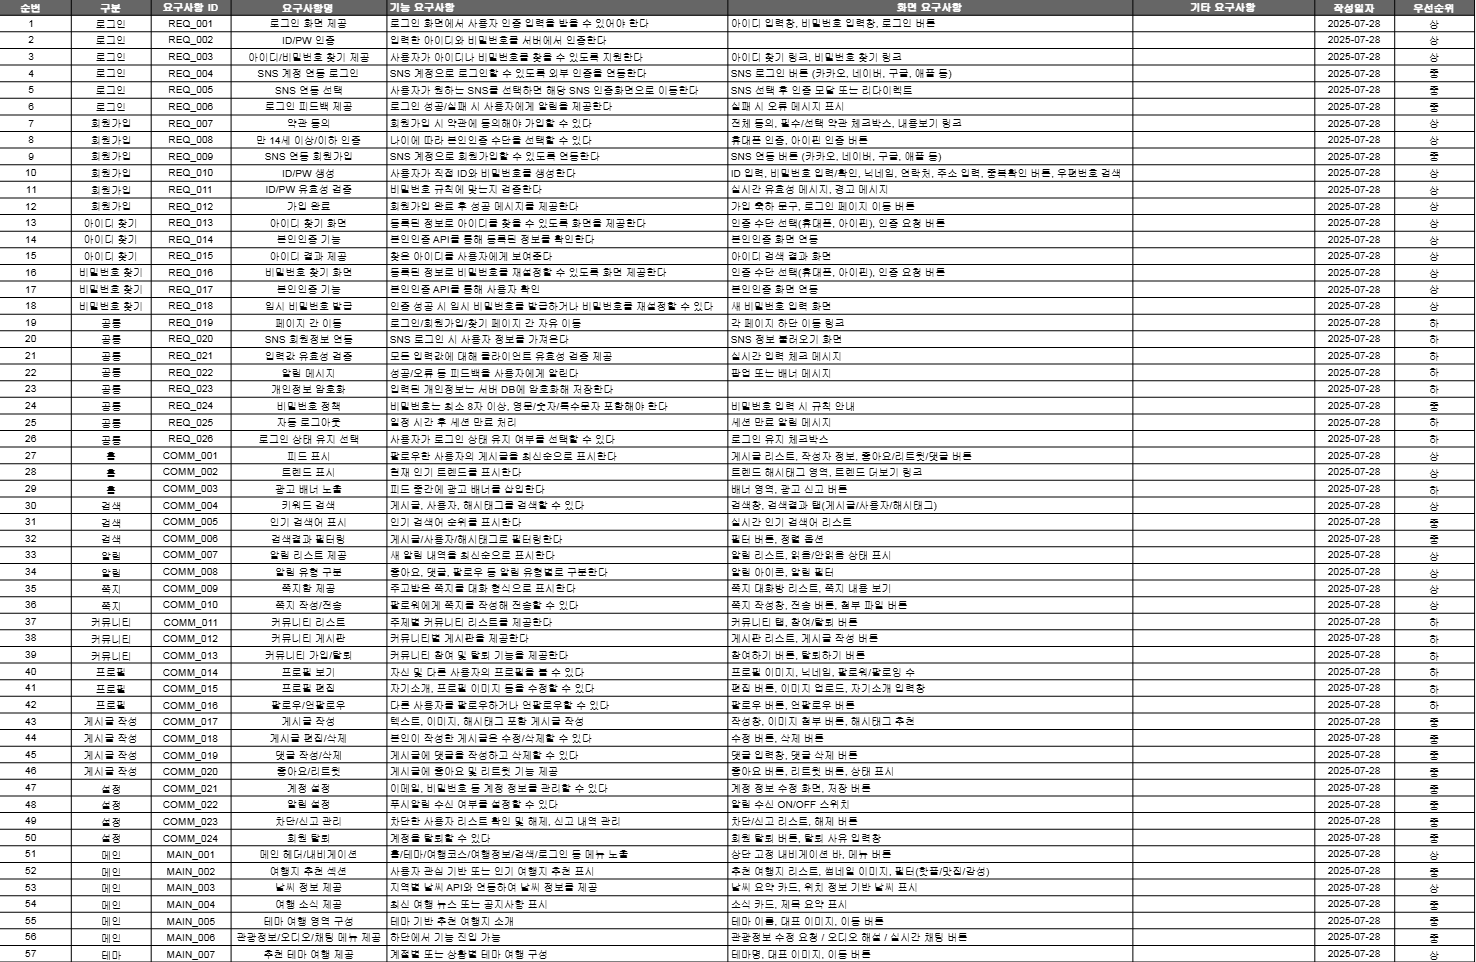 순번 구분 요구사항 ID 요구사항명 기능 요구사항 화면 요구사항 기타 요구사항 작성일자 우선순위
1 로그인 REQ_001 로그인 화면 제공 로그인 화면에서 사용자 인증 입력을 받을 수 있어야 한다 아이디 입력창, 비밀번호 입력창, 로그인 버튼 2025-07-28 상
2 로그인 REQ_002 ID/PW 인증 입력한 아이디와 비밀번호를 서버에서 인증한다 2025-07-28 상
3 로그인 REQ_003 아이디/비밀번호 찾기 제공 사용자가 아이디나 비밀번호를 찾을 수 있도록 지원한다 아이디 찾기 링크, 비밀번호 찾기 링크 2025-07-28 상
4 로그인 REQ_004 SNS 계정 연동 로그인 SNS 계정으로 로그인할 수 있도록 외부 인증을 연동한다 SNS 로그인 버튼 (카카오, 네이버, 구글, 애플 등) 2025-07-28 중
5 로그인 REQ_005 SNS 연동 선택 사용자가 원하는 SNS를 선택하면 해당 SNS 인증화면으로 이동한다 SNS 선택 후 인증 모달 또는 리다이렉트 2025-07-28 중
6 로그인 REQ_006 로그인 피드백 제공 로그인 성공/실패 시 사용자에게 알림을 제공한다 실패 시 오류 메시지 표시 2025-07-28 중
7 회원가입 REQ_007 약관 동의 회원가입 시 약관에 동의해야 가입할 수 있다 전체 동의, 필수/선택 약관 체크박스, 내용보기 링크 2025-07-28 상
8 회원가입 REQ_008 만 14세 이상/이하 인증 나이에 따라 본인인증 수단을 선택할 수 있다 휴대폰 인증, 아이핀 인증 버튼 2025-07-28 상
9 회원가입 REQ_009 SNS 연동 회원가입 SNS 계정으로 회원가입할 수 있도록 연동한다 SNS 연동 버튼 (카카오, 네이버, 구글, 애플 등) 2025-07-28 중
10 회원가입 REQ_010 ID/PW 생성 사용자가 직접 ID와 비밀번호를 생성한다 ID 입력, 비밀번호 입력/확인, 닉네임, 연락처, 주소 입력, 중복확인 버튼, 우편번호 검색 2025-07-28 상
11 회원가입 REQ_011 ID/PW 유효성 검증 비밀번호 규칙에 맞는지 검증한다 실시간 유효성 메시지, 경고 메시지 2025-07-28 상
12 회원가입 REQ_012 가입 완료 회원가입 완료 후 성공 메시지를 제공한다 가입 축하 문구, 로그인 페이지 이동 버튼 2025-07-28 상
13 아이디 찾기 REQ_013 아이디 찾기 화면 등록된 정보로 아이디를 찾을 수 있도록 화면을 제공한다 인증 수단 선택(휴대폰, 아이핀), 인증 요청 버튼 2025-07-28 상
14 아이디 찾기 REQ_014 본인인증 기능 본인인증 API를 통해 등록된 정보를 확인한다 본인인증 화면 연동 2025-07-28 상
15 아이디 찾기 REQ_015 아이디 결과 제공 찾은 아이디를 사용자에게 보여준다 아이디 검색 결과 화면 2025-07-28 상
16 비밀번호 찾기 REQ_016 비밀번호 찾기 화면 등록된 정보로 비밀번호를 재설정할 수 있도록 화면 제공한다 인증 수단 선택(휴대폰, 아이핀), 인증 요청 버튼 2025-07-28 상
17 비밀번호 찾기 REQ_017 본인인증 기능 본인인증 API를 통해 사용자 확인 본인인증 화면 연동 2025-07-28 상
18 비밀번호 찾기 REQ_018 임시 비밀번호 발급 인증 성공 시 임시 비밀번호를 발급하거나 비밀번호를 재설정할 수 있다 새 비밀번호 입력 화면 2025-07-28 상
19 공통 REQ_019 페이지 간 이동 로그인/회원가입/찾기 페이지 간 자유 이동 각 페이지 하단 이동 링크 2025-07-28 하
20 공통 REQ_020 SNS 회원정보 연동 SNS 로그인 시 사용자 정보를 가져온다 SNS 정보 불러오기 화면 2025-07-28 하
21 공통 REQ_021 입력값 유효성 검증 모든 입력값에 대해 클라이언트 유효성 검증 제공 실시간 입력 체크 메시지 2025-07-28 하
22 공통 REQ_022 알림 메시지 성공/오류 등 피드백을 사용자에게 알린다 팝업 또는 배너 메시지 2025-07-28 하
23 공통 REQ_023 개인정보 암호화 입력된 개인정보는 서버 DB에 암호화해 저장한다 2025-07-28 하
24 공통 REQ_024 비밀번호 정책 비밀번호는 최소 8자 이상, 영문/숫자/특수문자 포함해야 한다 비밀번호 입력 시 규칙 안내 2025-07-28 중
25 공통 REQ_025 자동 로그아웃 일정 시간 후 세션 만료 처리 세션 만료 알림 메시지 2025-07-28 하
26 공통 REQ_026 로그인 상태 유지 선택 사용자가 로그인 상태 유지 여부를 선택할 수 있다 로그인 유지 체크박스 2025-07-28 하
27 홈 COMM_001 피드 표시 팔로우한 사용자의 게시글을 최신순으로 표시한다 게시글 리스트, 작성자 정보, 좋아요/리트윗/댓글 버튼 2025-07-28 상
28 홈 COMM_002 트렌드 표시 현재 인기 트렌드를 표시한다 트렌드 해시태그 영역, 트렌드 더보기 링크 2025-07-28 상
29 홈 COMM_003 광고 배너 노출 피드 중간에 광고 배너를 삽입한다 배너 영역, 광고 신고 버튼 2025-07-28 하
30 검색 COMM_004 키워드 검색 게시글, 사용자, 해시태그를 검색할 수 있다 검색창, 검색결과 탭(게시글/사용자/해시태그) 2025-07-28 상
31 검색 COMM_005 인기 검색어 표시 인기 검색어 순위를 표시한다 실시간 인기 검색어 리스트 2025-07-28 중
32 검색 COMM_006 검색결과 필터링 게시글/사용자/해시태그로 필터링한다 필터 버튼, 정렬 옵션 2025-07-28 중
33 알림 COMM_007 알림 리스트 제공 새 알림 내역을 최신순으로 표시한다 알림 리스트, 읽음/안읽음 상태 표시 2025-07-28 상
34 알림 COMM_008 알림 유형 구분 좋아요, 댓글, 팔로우 등 알림 유형별로 구분한다 알림 아이콘, 알림 필터 2025-07-28 상
35 쪽지 COMM_009 쪽지함 제공 주고받은 쪽지를 대화 형식으로 표시한다 쪽지 대화방 리스트, 쪽지 내용 보기 2025-07-28 상
36 쪽지 COMM_010 쪽지 작성/전송 팔로워에게 쪽지를 작성해 전송할 수 있다 쪽지 작성창, 전송 버튼, 첨부 파일 버튼 2025-07-28 상
37 커뮤니티 COMM_011 커뮤니티 리스트 주제별 커뮤니티 리스트를 제공한다 커뮤니티 탭, 참여/탈퇴 버튼 2025-07-28 하
38 커뮤니티 COMM_012 커뮤니티 게시판 커뮤니티별 게시판을 제공한다 게시판 리스트, 게시글 작성 버튼 2025-07-28 하
39 커뮤니티 COMM_013 커뮤니티 가입/탈퇴 커뮤니티 참여 및 탈퇴 기능을 제공한다 참여하기 버튼, 탈퇴하기 버튼 2025-07-28 하
40 프로필 COMM_014 프로필 보기 자신 및 다른 사용자의 프로필을 볼 수 있다 프로필 이미지, 닉네임, 팔로워/팔로잉 수 2025-07-28 하
41 프로필 COMM_015 프로필 편집 자기소개, 프로필 이미지 등을 수정할 수 있다 편집 버튼, 이미지 업로드, 자기소개 입력창 2025-07-28 하
42 프로필 COMM_016 팔로우/언팔로우 다른 사용자를 팔로우하거나 언팔로우할 수 있다 팔로우 버튼, 언팔로우 버튼 2025-07-28 하
43 게시글 작성 COMM_017 게시글 작성 텍스트, 이미지, 해시태그 포함 게시글 작성 작성창, 이미지 첨부 버튼, 해시태그 추천 2025-07-28 중
44 게시글 작성 COMM_018 게시글 편집/삭제 본인이 작성한 게시글은 수정/삭제할 수 있다 수정 버튼, 삭제 버튼 2025-07-28 중
45 게시글 작성 COMM_019 댓글 작성/삭제 게시글에 댓글을 작성하고 삭제할 수 있다 댓글 입력창, 댓글 삭제 버튼 2025-07-28 중
46 게시글 작성 COMM_020 좋아요/리트윗 게시글에 좋아요 및 리트윗 기능 제공 좋아요 버튼, 리트윗 버튼, 상태 표시 2025-07-28 중
47 설정 COMM_021 계정 설정 이메일, 비밀번호 등 계정 정보를 관리할 수 있다 계정 정보 수정 화면, 저장 버튼 2025-07-28 중
48 설정 COMM_022 알림 설정 푸시알림 수신 여부를 설정할 수 있다 알림 수신 ON/OFF 스위치 2025-07-28 중
49 설정 COMM_023 차단/신고 관리 차단한 사용자 리스트 확인 및 해제, 신고 내역 관리 차단/신고 리스트, 해제 버튼 2025-07-28 중
50 설정 COMM_024 회원 탈퇴 계정을 탈퇴할 수 있다 회원 탈퇴 버튼, 탈퇴 사유 입력창 2025-07-28 중
51 메인 MAIN_001 메인 헤더/내비게이션 홈/테마/여행코스/여행정보/검색/로그인 등 메뉴 노출 상단 고정 내비게이션 바, 메뉴 버튼 2025-07-28 상
52 메인 MAIN_002 여행지 추천 섹션 사용자 관심 기반 또는 인기 여행지 추천 표시 추천 여행지 리스트, 썸네일 이미지, 필터(핫플/맛집/감성) 2025-07-28 중
53 메인 MAIN_003 날씨 정보 제공 지역별 날씨 API와 연동하여 날씨 정보를 제공 날씨 요약 카드, 위치 정보 기반 날씨 표시 2025-07-28 상
54 메인 MAIN_004 여행 소식 제공 최신 여행 뉴스 또는 공지사항 표시 소식 카드, 제목 요약 표시 2025-07-28 중
55 메인 MAIN_005 테마 여행 영역 구성 테마 기반 추천 여행지 소개 테마 이름, 대표 이미지, 이동 버튼 2025-07-28 중
56 메인 MAIN_006 관광정보/오디오/채팅 메뉴 제공 하단에서 기능 진입 가능 관광정보 수정 요청 / 오디오 해설 / 실시간 채팅 버튼 2025-07-28 중
57 테마 MAIN_007 추천 테마 여행 제공 계절별 또는 상황별 테마 여행 구성 테마명, 대표 이미지, 이동 버튼 2025-07-28 상